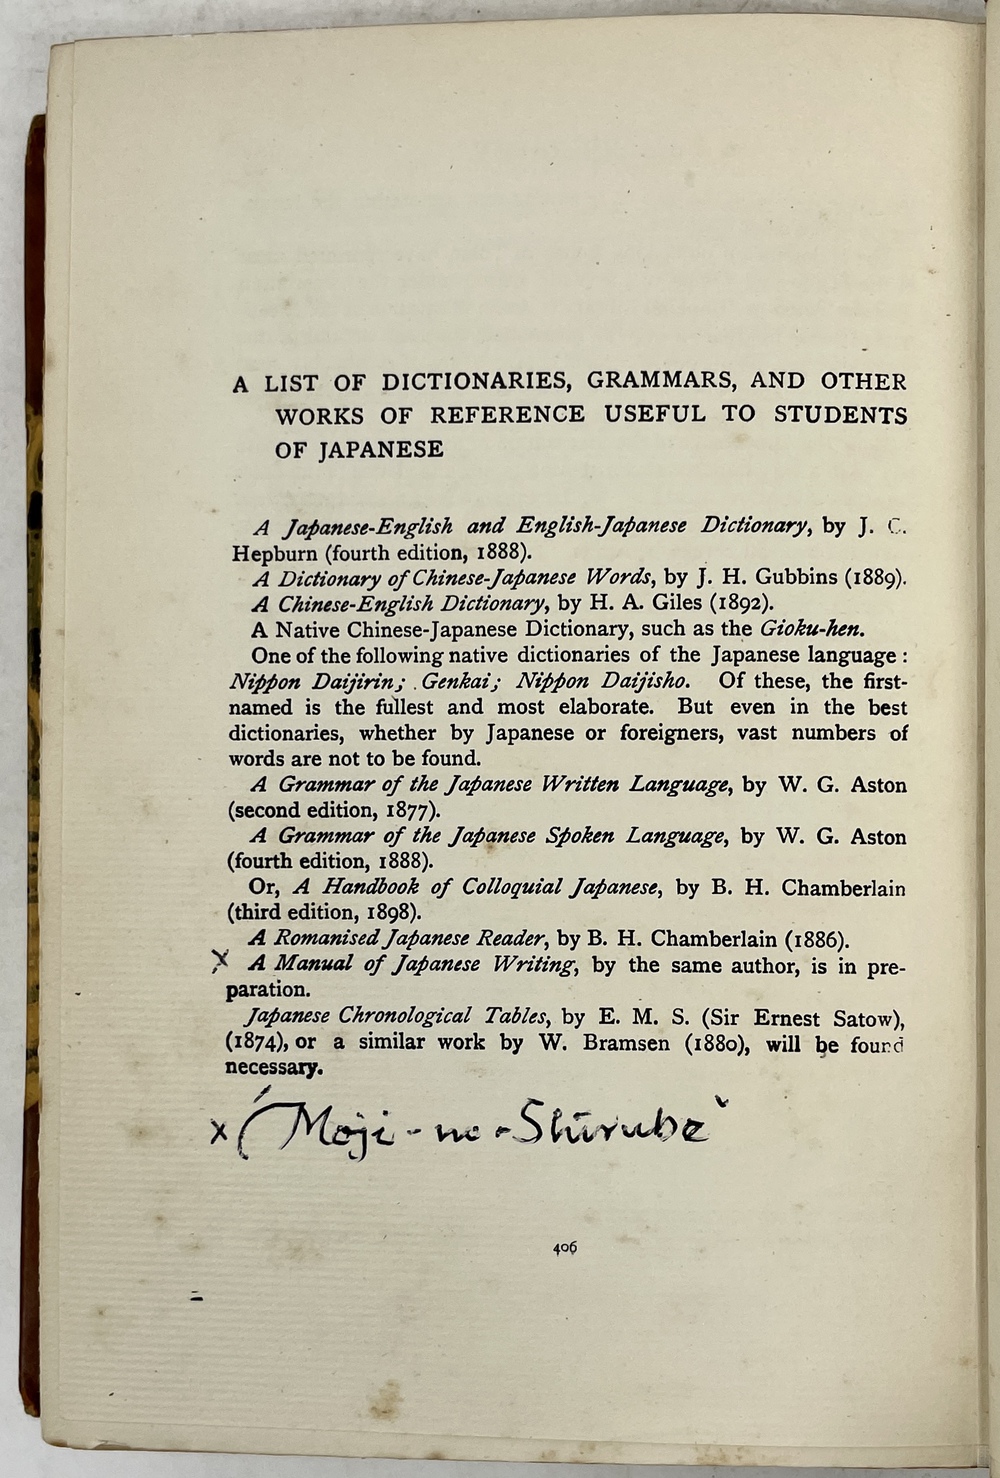 A LIST OF DICTIONARIES, GRAMMARS, AND OTHER
WORKS OF REFERENCE USEFUL TO STUDENTS
OF JAPANESE
A Japanese-English and English-Japanese Dictionary, by J. C.
Hepburn (fourth edition, 1888).
A Dictionary of Chinese-Japanese Words, by J. H. Gubbins (1889).
A Chinese-English Dictionary, by H. A. Giles (1892).
A Native Chinese-Japanese Dictionary, such as the Gioku-hen.
One of the following native dictionaries of the Japanese language :
Nippon Daijirin; Genkai; Nippon Daijisho. Of these, the first-
named is the fullest and most elaborate. But even in the best
dictionaries, whether by Japanese or foreigners, vast numbers of
words are not to be found.
A Grammar of the Japanese Written Language, by W. G. Aston
(second edition, 1877).
A Grammar of the Japanese Spoken Language, by W. G. Aston
(fourth edition, 1888).
Or, A Handbook of Colloquial Japanese, by B. H. Chamberlain
(third edition, 1898).
A Romanised Japanese Reader, by B. H. Chamberlain (1886).
x A Manual of Japanese Writing, by the same author, is in pre-
paration.
Japanese Chronological Tables, by E. M. S. (Sir Ernest Satow),
(1874), or a similar work by W. Bramsen (1880), will be found
necessary.
x ('Moji-no-Shirube'
406